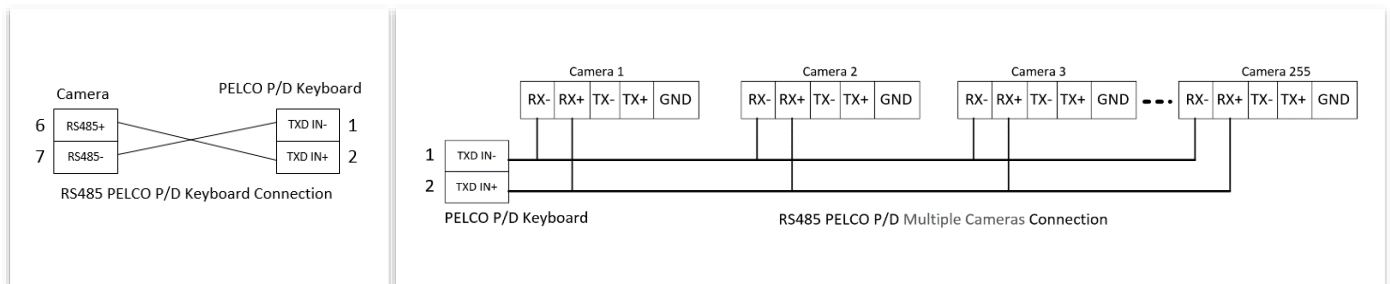 Camera
PELCO P/D Keyboard
6 RS485+ TXD IN- 1
7 RS485- TXD IN+ 2
RS485 PELCO P/D Keyboard Connection
Camera 1 Camera 2 Camera 3 Camera 255
RX- RX+ TX- TX+ GND RX- RX+ TX- TX+ GND RX- RX+ TX- TX+ GND RX- RX+ TX- TX+ GND
1 TXD IN-
2 TXD IN+
PELCO P/D Keyboard
RS485 PELCO P/D Multiple Cameras Connection